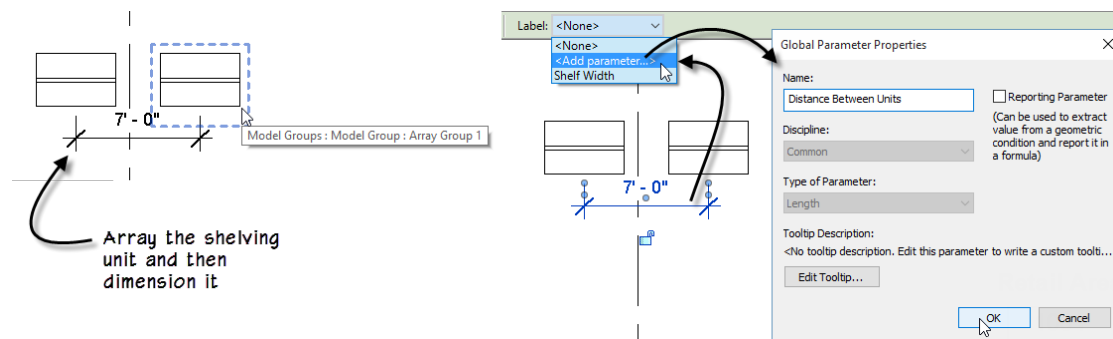 7' - 0"
Model Groups : Model Group : Array Group 1
Array the shelving
unit and then
dimension it
Label: <None>
<None>
<Add parameter...>
Shelf Width
7' - 0"
Global Parameter Properties
Name:
Distance Between Units
Reporting Parameter
(Can be used to extract
value from a geometric
condition and report it in
a formula)
Discipline:
Common
Type of Parameter:
Length
Tooltip Description:
<No tooltip description. Edit this parameter to write a custom toolti...
Edit Tooltip...
OK
Cancel